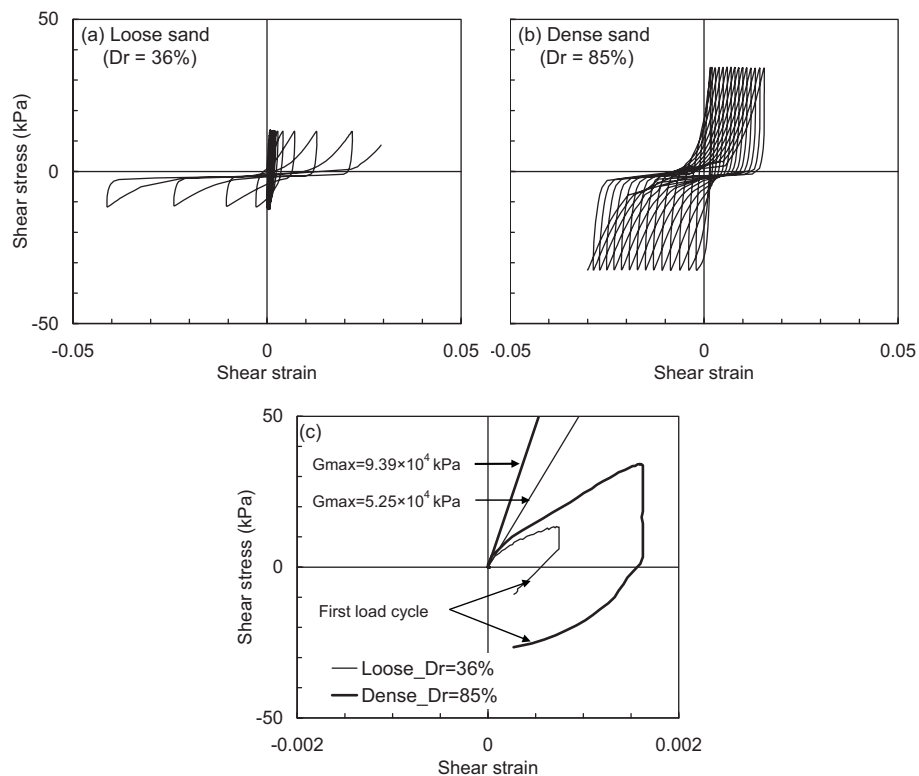 50
(a) Loose sand
(Dr = 36%)
Shear stress (kPa)
0
-50
-0.05
0
0.05
Shear strain
50
(b) Dense sand
(Dr = 85%)
0
-50
-0.05
0
0.05
Shear strain
50
(c)
Gmax=9.39×10⁴ kPa
Gmax=5.25×10⁴ kPa
Shear stress (kPa)
0
First load cycle
Loose_Dr=36%
Dense_Dr=85%
-50
-0.002
0
0.002
Shear strain